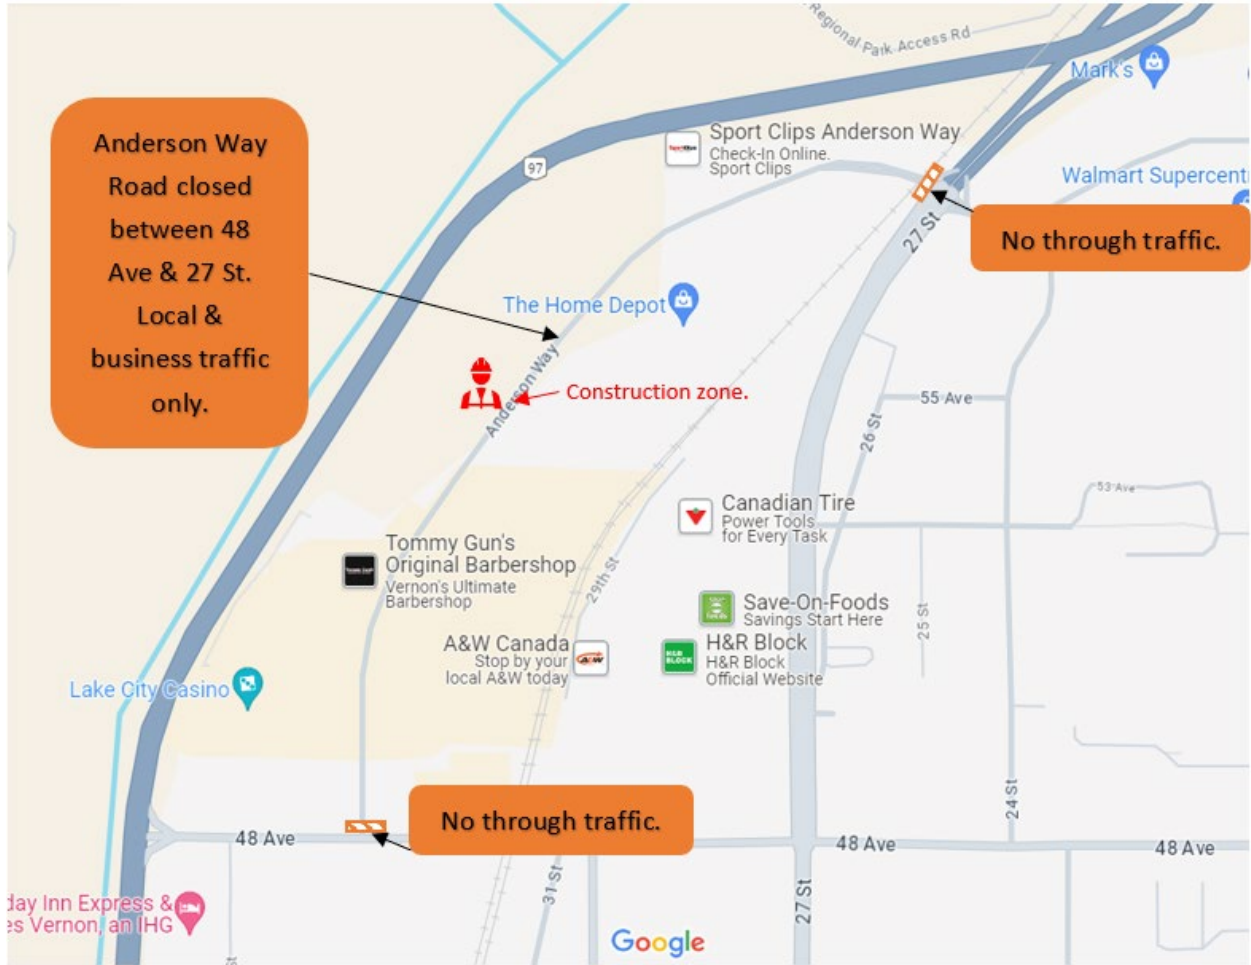 Regional Park Access Rd
Mark's
Anderson Way
Road closed
between 48
Ave & 27 St.
Local &
business traffic
only.
97
Sport Clips Anderson Way
Check-In Online.
Sport Clips
Walmart Supercent
No through traffic.
27 St
The Home Depot
Anderson Way
Construction zone.
55 Ave
26 St
53 Ave
Canadian Tire
Power Tools
for Every Task
Tommy Gun's
Original Barbershop
Vernon's Ultimate
Barbershop
29th St
Save-On-Foods
Savings Start Here
25 St
A&W Canada
Stop by your
local A&W today
A&W
H&R
BLOCK
H&R Block
H&R Block
Official Website
Lake City Casino
24 St
No through traffic.
48 Ave
48 Ave
48 Ave
31 St
27 St
day Inn Express &
es Vernon, an IHG
St
Google